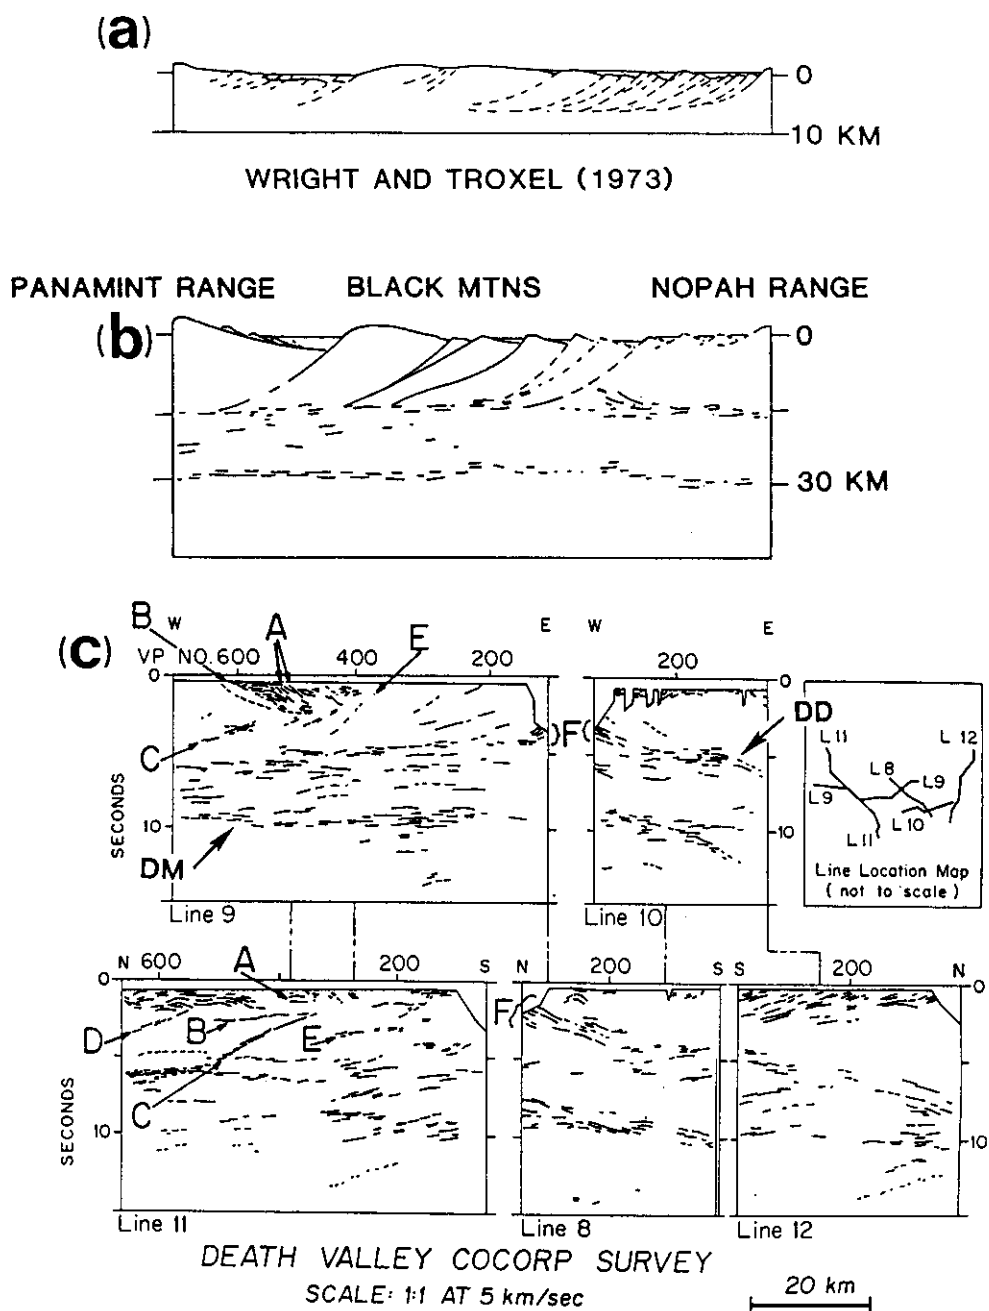 (a)
0
10 KM
WRIGHT AND TROXEL (1973)
PANAMINT RANGE BLACK MTNS NOPAH RANGE
(b)
0
30 KM
(c)
B W A E E W E
VP NO. 600 400 200 200
0 0
C F DD
SECONDS
10 10
DM
Line 9 Line 10
L 11 L 12
L 8
L9 L9
L 10
L 11
Line Location Map
(not to scale)
N 600 A 200 S N 200 S S 200 N
0 0
D B E F
C
SECONDS
10 10
Line 11 Line 8 Line 12
DEATH VALLEY COCORP SURVEY
SCALE: 1:1 AT 5 km/sec
20 km